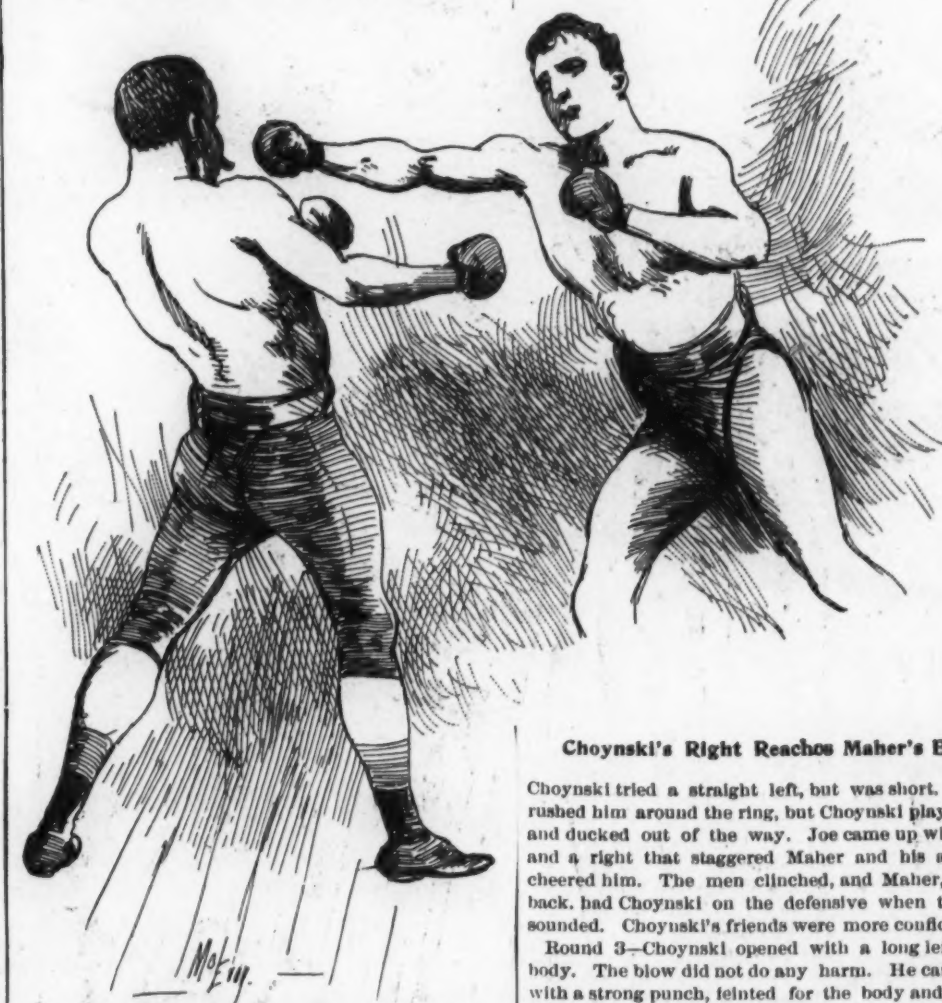 Choynski's Right Reaches Maher's
Choynski tried a straight left, but was short.
rushed him around the ring, but Choynski
and ducked out of the way. Joe came up
and a right that staggered Maher and his
cheered him. The men clinched, and Maher,
back, had Choynski on the defensive when
sounded. Choynski's friends were more
Round 3—Choynski opened with a long
body. The blow did not do any harm. He
with a strong punch, feinted for the body and